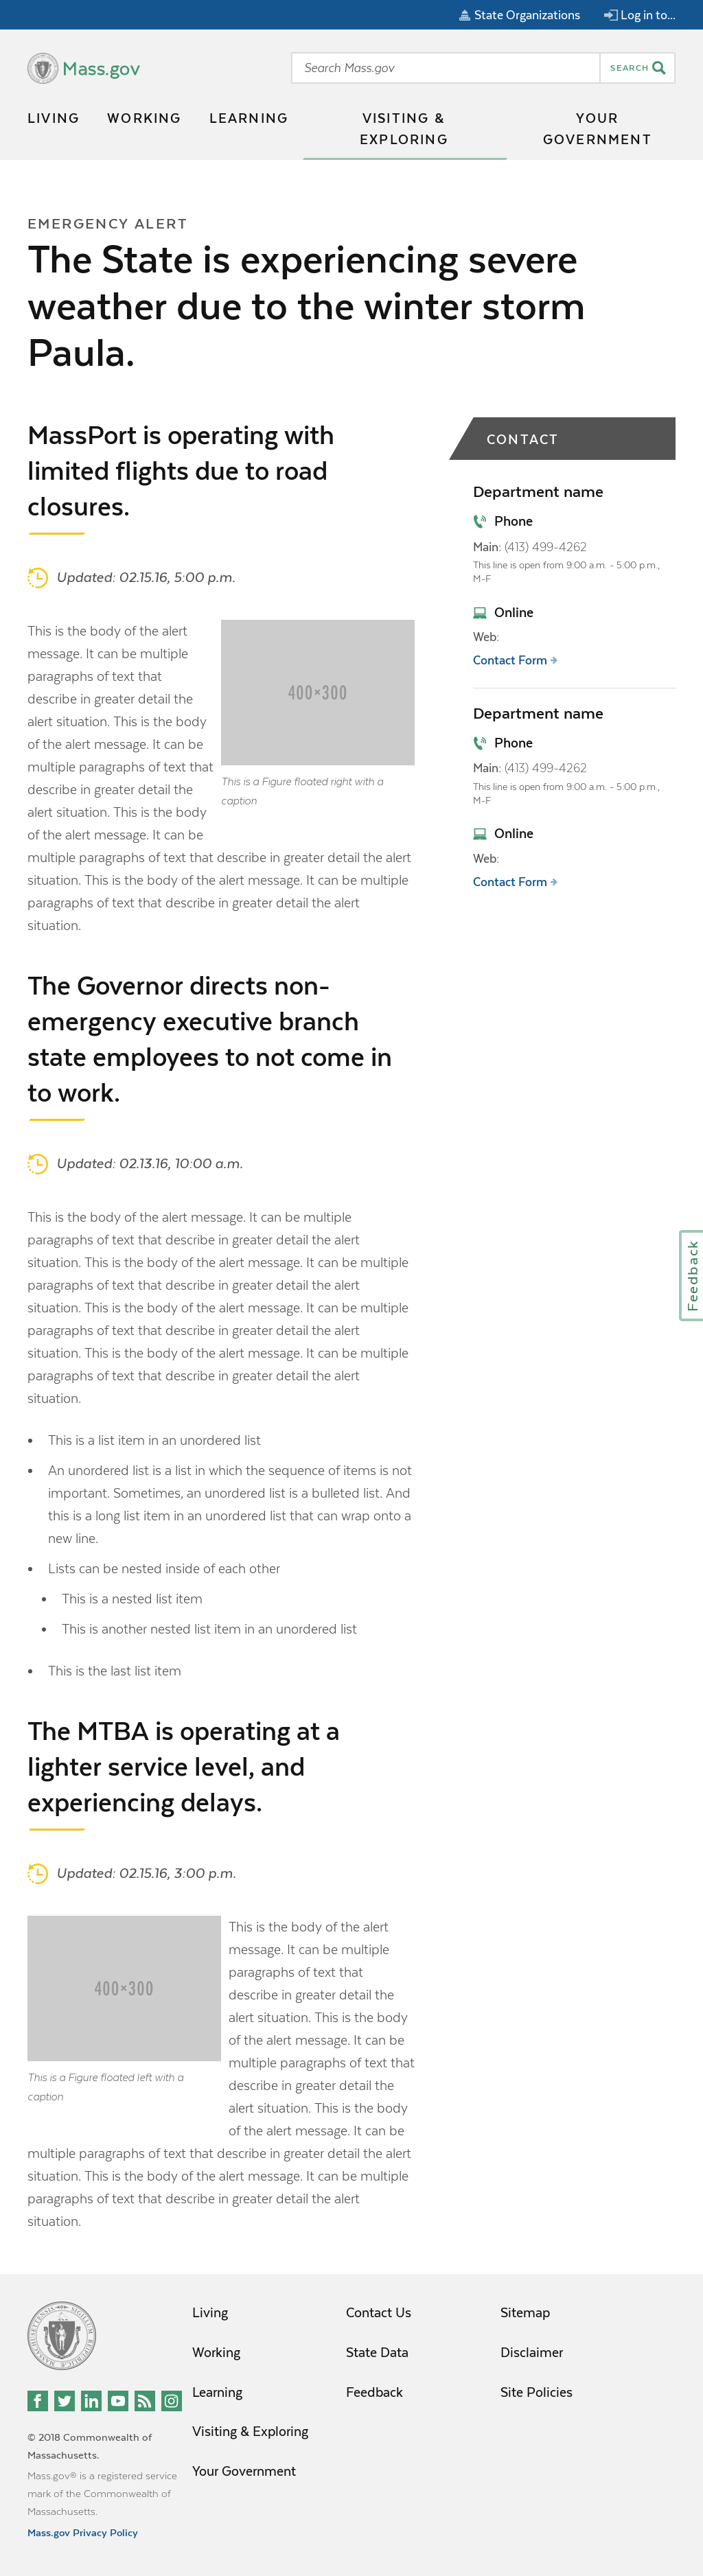 State Organizations
Log in to...
Mass.gov
Search Mass.gov
SEARCH
LIVING
WORKING
LEARNING
VISITING &
EXPLORING
YOUR
GOVERNMENT
EMERGENCY ALERT
The State is experiencing severe
weather due to the winter storm
Paula.
MassPort is operating with
limited flights due to road
closures.
Updated: 02.15.16, 5:00 p.m.
This is the body of the alert
message. It can be multiple
paragraphs of text that
describe in greater detail the
alert situation. This is the body
of the alert message. It can be
multiple paragraphs of text that
describe in greater detail the
alert situation. This is the body
of the alert message. It can be
multiple paragraphs of text that describe in greater detail the alert
situation. This is the body of the alert message. It can be multiple
paragraphs of text that describe in greater detail the alert
situation.
400×300
This is a Figure floated right with a
caption
The Governor directs non-
emergency executive branch
state employees to not come in
to work.
Updated: 02.13.16, 10:00 a.m.
This is the body of the alert message. It can be multiple
paragraphs of text that describe in greater detail the alert
situation. This is the body of the alert message. It can be multiple
paragraphs of text that describe in greater detail the alert
situation. This is the body of the alert message. It can be multiple
paragraphs of text that describe in greater detail the alert
situation. This is the body of the alert message. It can be multiple
paragraphs of text that describe in greater detail the alert
situation.
This is a list item in an unordered list
An unordered list is a list in which the sequence of items is not
important. Sometimes, an unordered list is a bulleted list. And
this is a long list item in an unordered list that can wrap onto a
new line.
Lists can be nested inside of each other
This is a nested list item
This is another nested list item in an unordered list
This is the last list item
The MTBA is operating at a
lighter service level, and
experiencing delays.
Updated: 02.15.16, 3:00 p.m.
400×300
This is a Figure floated left with a
caption
This is the body of the alert
message. It can be multiple
paragraphs of text that
describe in greater detail the
alert situation. This is the body
of the alert message. It can be
multiple paragraphs of text that
describe in greater detail the
alert situation. This is the body
of the alert message. It can be
multiple paragraphs of text that describe in greater detail the alert
situation. This is the body of the alert message. It can be multiple
paragraphs of text that describe in greater detail the alert
situation.
CONTACT
Department name
Phone
Main: (413) 499-4262
This line is open from 9:00 a.m. - 5:00 p.m.,
M-F
Online
Web:
Contact Form
Department name
Phone
Main: (413) 499-4262
This line is open from 9:00 a.m. - 5:00 p.m.,
M-F
Online
Web:
Contact Form
Feedback
© 2018 Commonwealth of
Massachusetts.
Mass.gov® is a registered service
mark of the Commonwealth of
Massachusetts.
Mass.gov Privacy Policy
Living
Working
Learning
Visiting & Exploring
Your Government
Contact Us
State Data
Feedback
Sitemap
Disclaimer
Site Policies